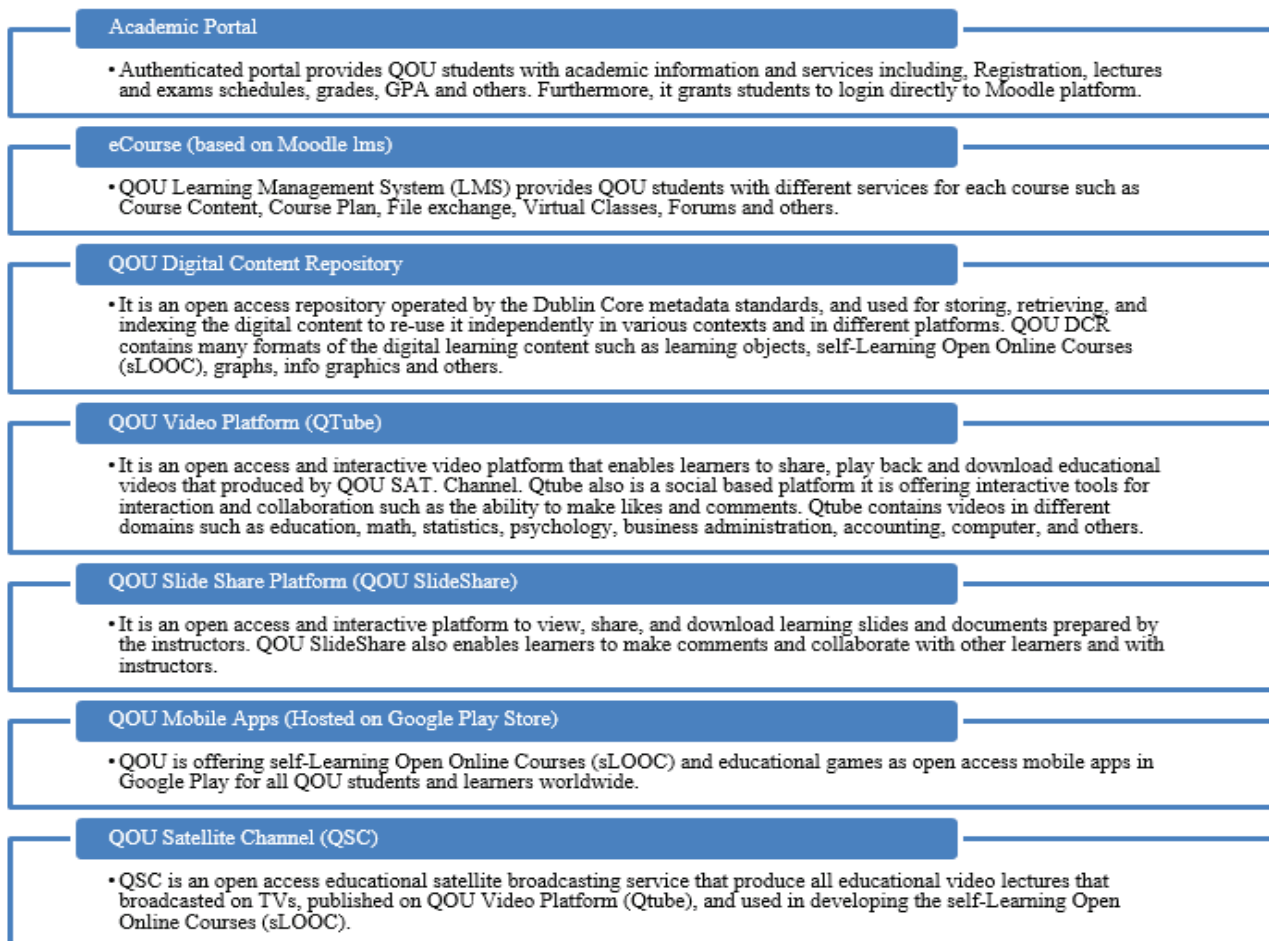 Academic Portal
• Authenticated portal provides QOU students with academic information and services including, Registration, lectures
and exams schedules, grades, GPA and others. Furthermore, it grants students to login directly to Moodle platform.
eCourse (based on Moodle lms)
• QOU Learning Management System (LMS) provides QOU students with different services for each course such as
Course Content, Course Plan, File exchange, Virtual Classes, Forums and others.
QOU Digital Content Repository
• It is an open access repository operated by the Dublin Core metadata standards, and used for storing, retrieving, and
indexing the digital content to re-use it independently in various contexts and in different platforms. QOU DCR
contains many formats of the digital learning content such as learning objects, self-Learning Open Online Courses
(sLOOC), graphs, info graphics and others.
QOU Video Platform (QTube)
• It is an open access and interactive video platform that enables learners to share, play back and download educational
videos that produced by QOU SAT. Channel. Qtube also is a social based platform it is offering interactive tools for
interaction and collaboration such as the ability to make likes and comments. Qtube contains videos in different
domains such as education, math, statistics, psychology, business administration, accounting, computer, and others.
QOU Slide Share Platform (QOU SlideShare)
• It is an open access and interactive platform to view, share, and download learning slides and documents prepared by
the instructors. QOU SlideShare also enables learners to make comments and collaborate with other learners and with
instructors.
QOU Mobile Apps (Hosted on Google Play Store)
• QOU is offering self-Learning Open Online Courses (sLOOC) and educational games as open access mobile apps in
Google Play for all QOU students and learners worldwide.
QOU Satellite Channel (QSC)
• QSC is an open access educational satellite broadcasting service that produce all educational video lectures that
broadcasted on TVs, published on QOU Video Platform (Qtube), and used in developing the self-Learning Open
Online Courses (sLOOC).